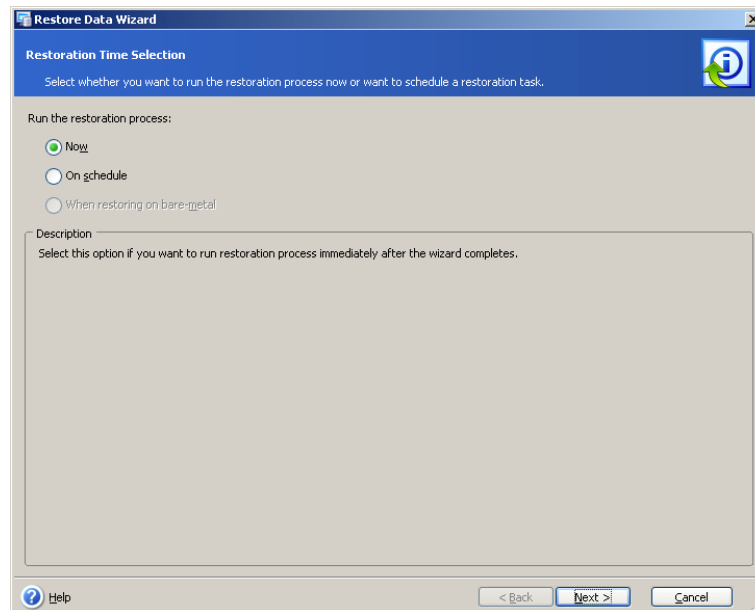 Restore Data Wizard
Restoration Time Selection
Select whether you want to run the restoration process now or want to schedule a restoration task.
Run the restoration process:
Now
On schedule
When restoring on bare-metal
Description
Select this option if you want to run restoration process immediately after the wizard completes.
Help
< Back
Next >
Cancel